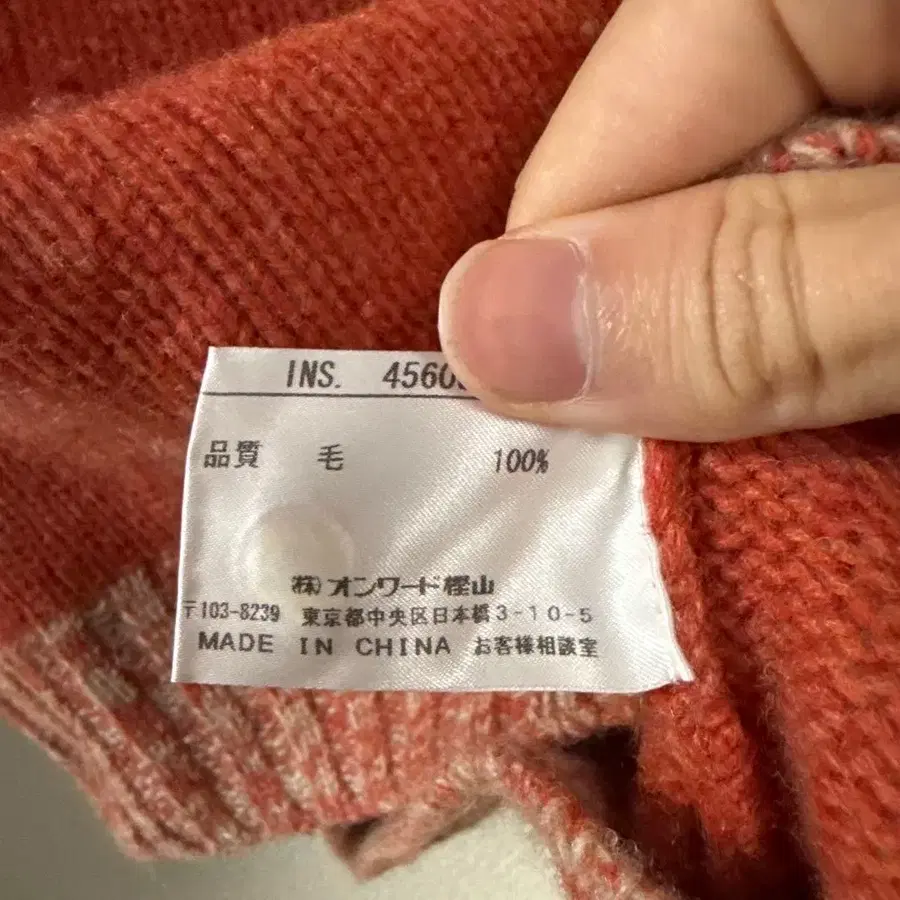 INS.
品質 毛 100%
㈱オンワード樫山
〒103-8239 東京都中央区日本橋3-10-5
MADE IN CHINA お客様相談室